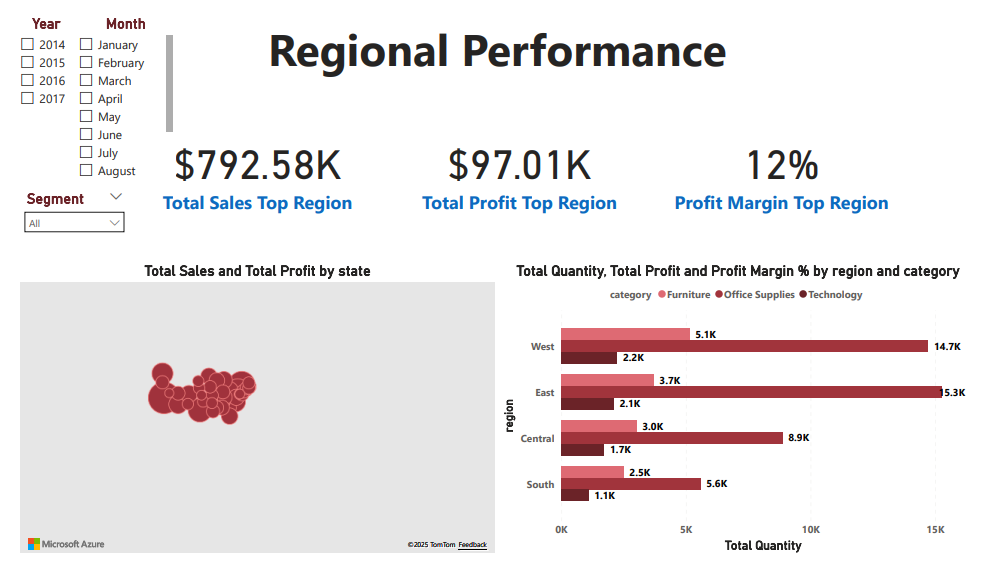 Year
Month
2014
2015
2016
2017
January
February
March
April
May
June
July
August
Segment
All
Regional Performance
$792.58K
Total Sales Top Region
$97.01K
Total Profit Top Region
12%
Profit Margin Top Region
Total Sales and Total Profit by state
Microsoft Azure
©2025 TomTom Feedback
Total Quantity, Total Profit and Profit Margin % by region and category
category Furniture Office Supplies Technology
region
West
5.1K
14.7K
2.2K
East
3.7K
15.3K
2.1K
Central
3.0K
8.9K
1.7K
South
2.5K
5.6K
1.1K
0K 5K 10K 15K
Total Quantity